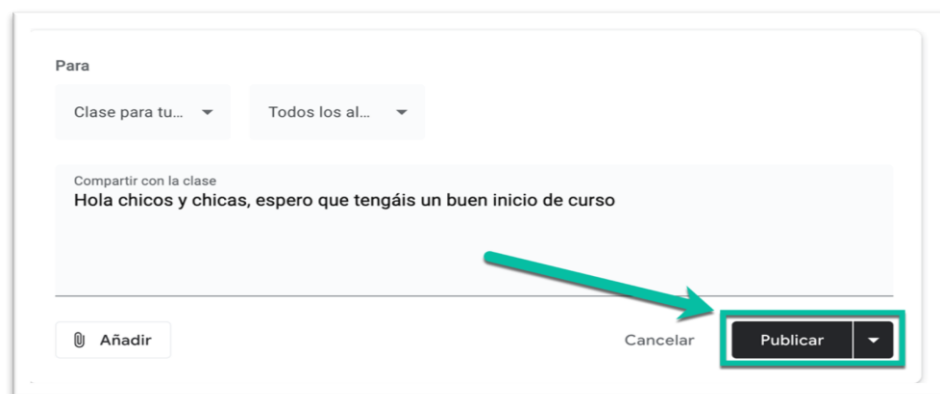 Para
Clase para tu... Todos los al...
Compartir con la clase
Hola chicos y chicas, espero que tengáis un buen inicio de curso
Añadir Cancelar Publicar